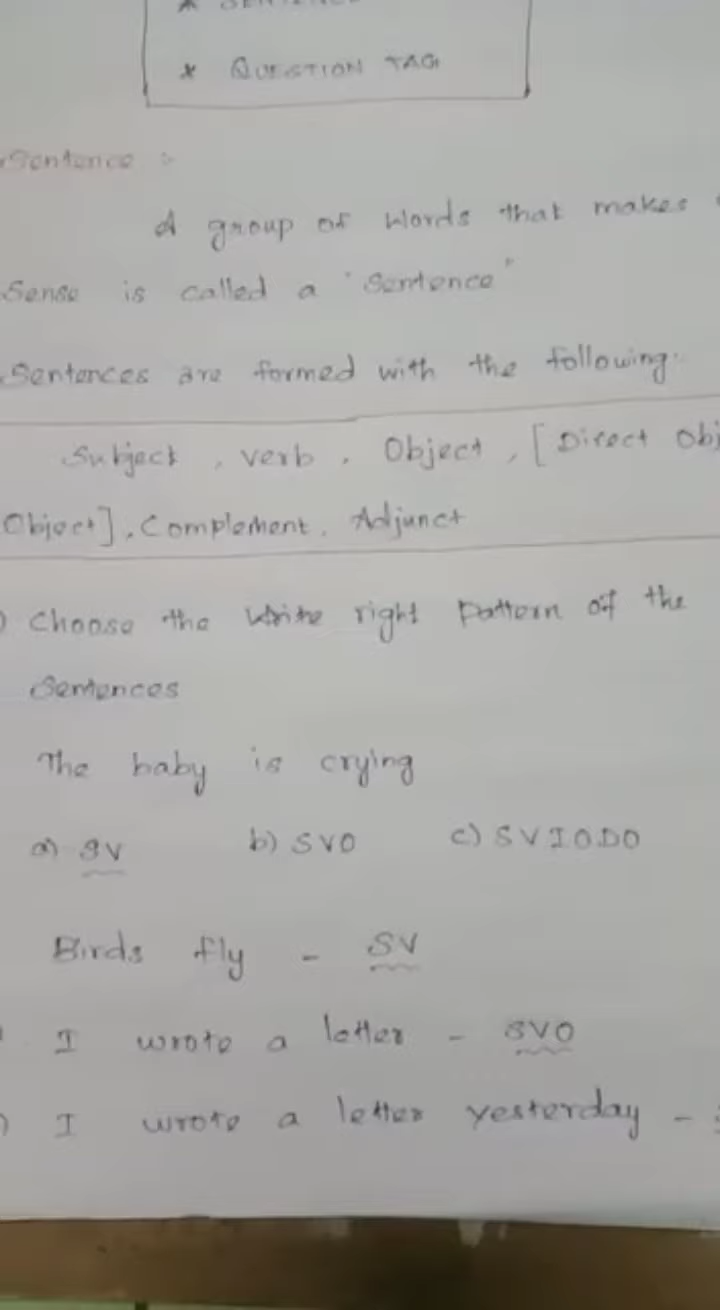 * SENTENCE
* QUESTION TAG
Sentence :-
A group of words that makes
Sense is called a "Sentence"
Sentences are formed with the following:
Subject, verb, Object, [Direct Obj
Object], Complement, Adjunct
) Choose the right Pattern of the
Sentences
The baby is crying
a) SV b) SVO c) SVIODO
Birds fly - SV
I wrote a letter - SVO
) I wrote a letter yesterday -